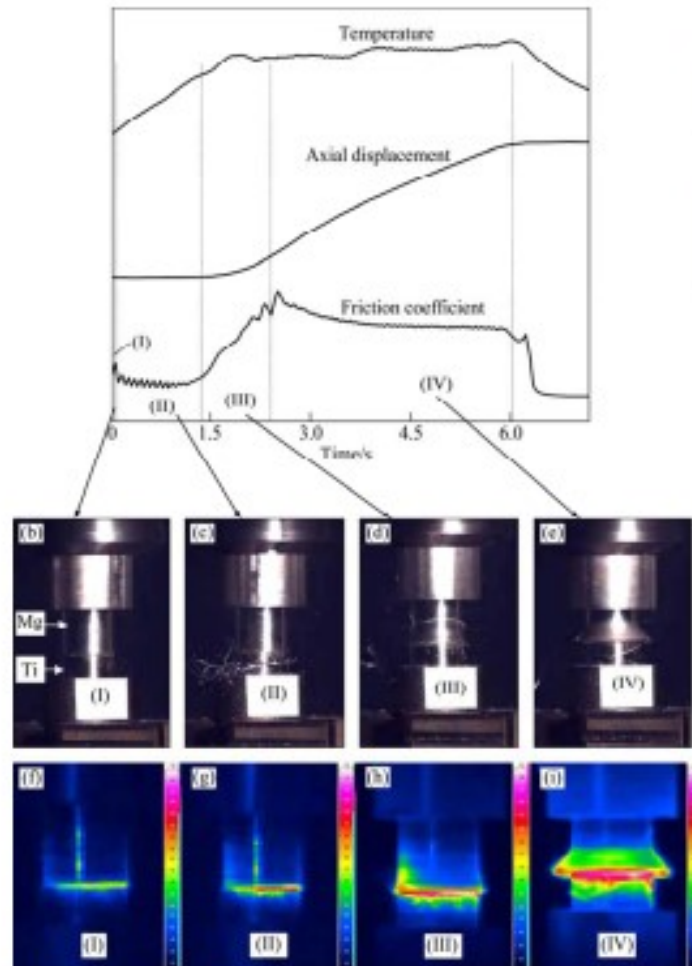 Temperature
Axial displacement
Friction coefficient
(I)
(II)
(III)
(IV)
0
1.5
3.0
4.5
6.0
Time/s
(b)
(c)
(d)
(e)
Mg
Ti
(I)
(II)
(III)
(IV)
(f)
(g)
(h)
(i)
(I)
(II)
(III)
(IV)